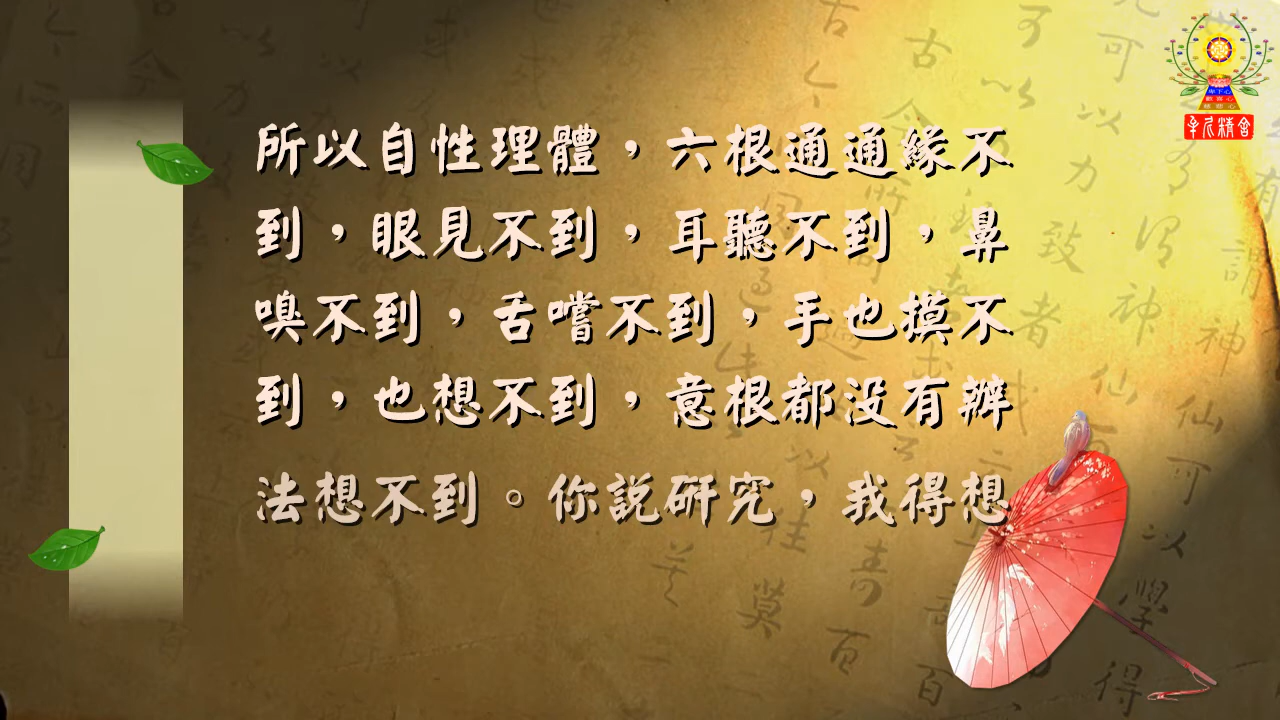 所以自性理體，六根通通緣不
到，眼見不到，耳聽不到，鼻
嗅不到，舌嚐不到，手也摸不
到，也想不到，意根都没有辦
法想不到。你說研究，我得想